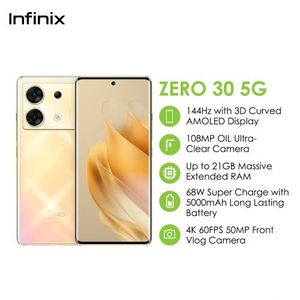 Infinix
ZERO 30 5G
144Hz with 3D Curved
AMOLED Display
108MP OIL Ultra-
Clear Camera
Up to 21GB Massive
Extended RAM
68W Super Charge with
5000mAh Long Lasting
Battery
4K 60FPS 50MP Front
Vlog Camera
ZERO